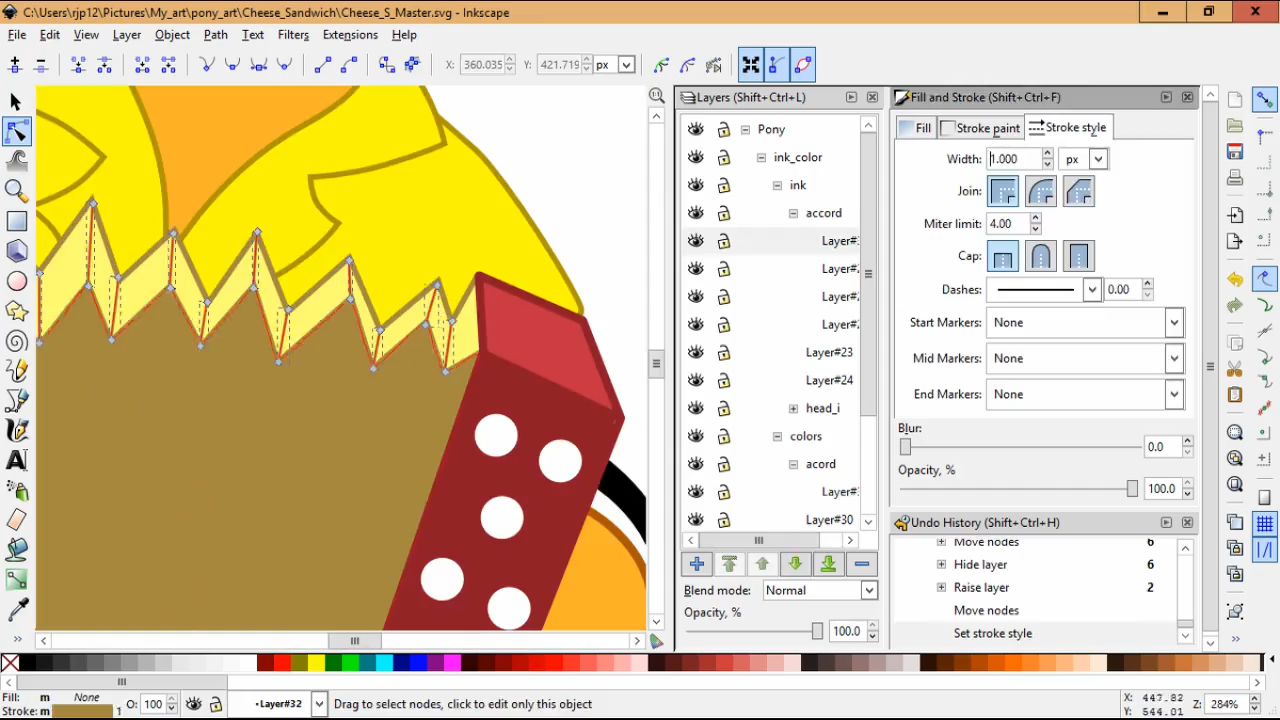 C:\Users\rjp12\Pictures\My_art\pony_art\Cheese_Sandwich\Cheese_S_Master.svg - Inkscape
File Edit View Layer Object Path Text Filters Extensions Help
X: 360.035 Y: 421.719 px
Layers (Shift+Ctrl+L)
Pony
ink_color
ink
accord
Layer#
Layer#
Layer#
Layer#
Layer#23
Layer#24
head_i
colors
acord
Layer#
Layer#30
Blend mode: Normal
Opacity, %
100.0
Fill and Stroke (Shift+Ctrl+F)
Fill Stroke paint Stroke style
Width: 1.000 px
Join:
Miter limit: 4.00
Cap:
Dashes: 0.00
Start Markers: None
Mid Markers: None
End Markers: None
Blur:
0.0
Opacity, %
100.0
Undo History (Shift+Ctrl+H)
Move nodes 6
Hide layer 6
Raise layer 2
Move nodes
Set stroke style
Fill: m None O: 100 •Layer#32 Drag to select nodes, click to edit only this object X: 447.82 Z: 284%
Stroke: m 1 Y: 544.01